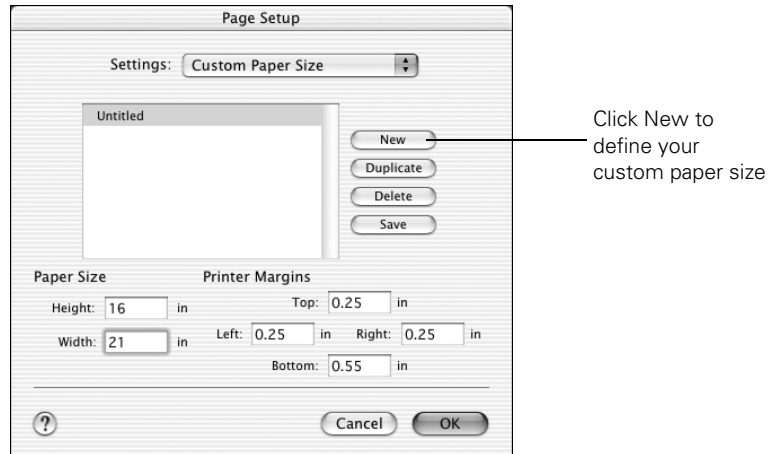 Page Setup
Settings: Custom Paper Size
Untitled
New
Duplicate
Delete
Save
Click New to
define your
custom paper size
Paper Size
Printer Margins
Height: 16 in
Top: 0.25 in
Width: 21 in
Left: 0.25 in Right: 0.25 in
Bottom: 0.55 in
? Cancel OK